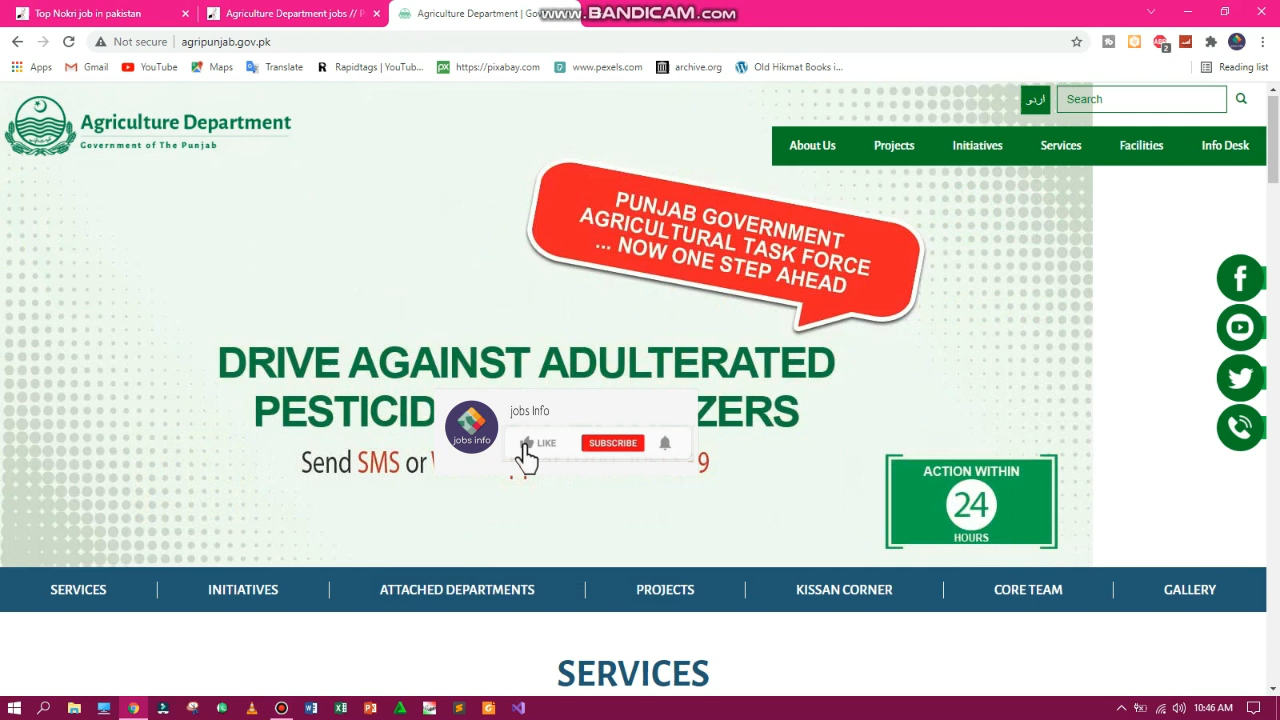 Top Nokri job in pakistan
Agriculture Department jobs // P
Agriculture Department | Go
www.BANDICAM.com
Not secure
agripunjab.gov.pk
2
Apps
Gmail
YouTube
Maps
Translate
Rapidtags | YouTub...
https://pixabay.com
www.pexels.com
archive.org
Old Hikmat Books i...
Reading list
Agriculture Department
Government of The Punjab
اردو
Search
About Us
Projects
Initiatives
Services
Facilities
Info Desk
PUNJAB GOVERNMENT
AGRICULTURAL TASK FORCE
... NOW ONE STEP AHEAD
DRIVE AGAINST ADULTERATED
PESTICID ZERS
Send SMS or 9
jobs Info
jobs info
LIKE
SUBSCRIBE
ACTION WITHIN
24
HOURS
SERVICES
INITIATIVES
ATTACHED DEPARTMENTS
PROJECTS
KISSAN CORNER
CORE TEAM
GALLERY
SERVICES
10:46 AM